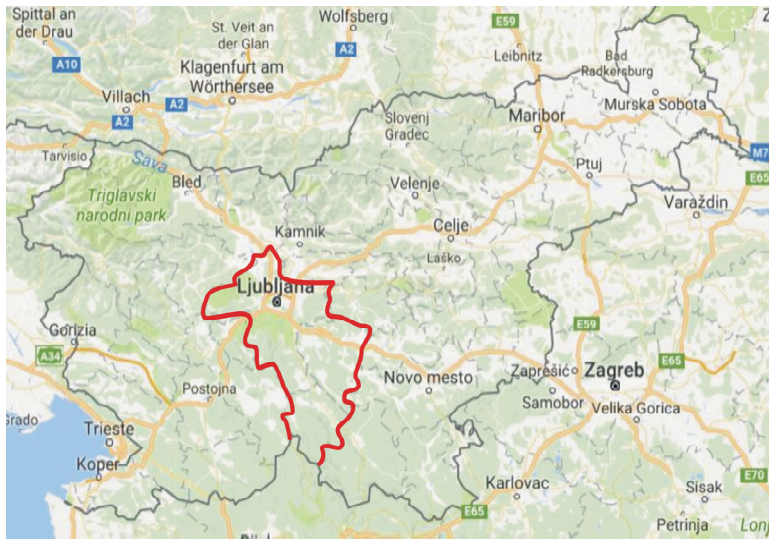 Spittal an
der Drau
A10
Villach
A2
A2
Tarvisio
St. Veit an
der Glan
Klagenfurt am
Wörthersee
Wolfsberg
A2
E59
Leibnitz
Bad
Radkersburg
Murska Sobota
Maribor
Slovenj
Gradec
Ptuj
M7
E65
Varaždin
Sava
Bled
Triglavski
narodni park
Velenje
Kamnik
Celje
Laško
Ljubljana
Gorizia
A34
Postojna
Novo mesto
E59
Zaprešić
Zagreb
E65
Samobor
Velika Gorica
Grado
Trieste
Koper
Karlovac
E65
E70
Sisak
Petrinja
Lonj